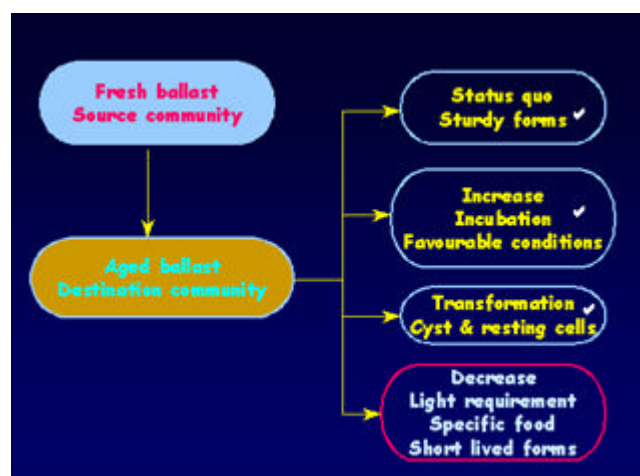 Fresh ballast
Source community
Aged ballast
Destination community
Status quo
Sturdy forms
Increase
Incubation
Favourable conditions
Transformation
Cyst & resting cells
Decrease
Light requirement
Specific food
Short lived forms